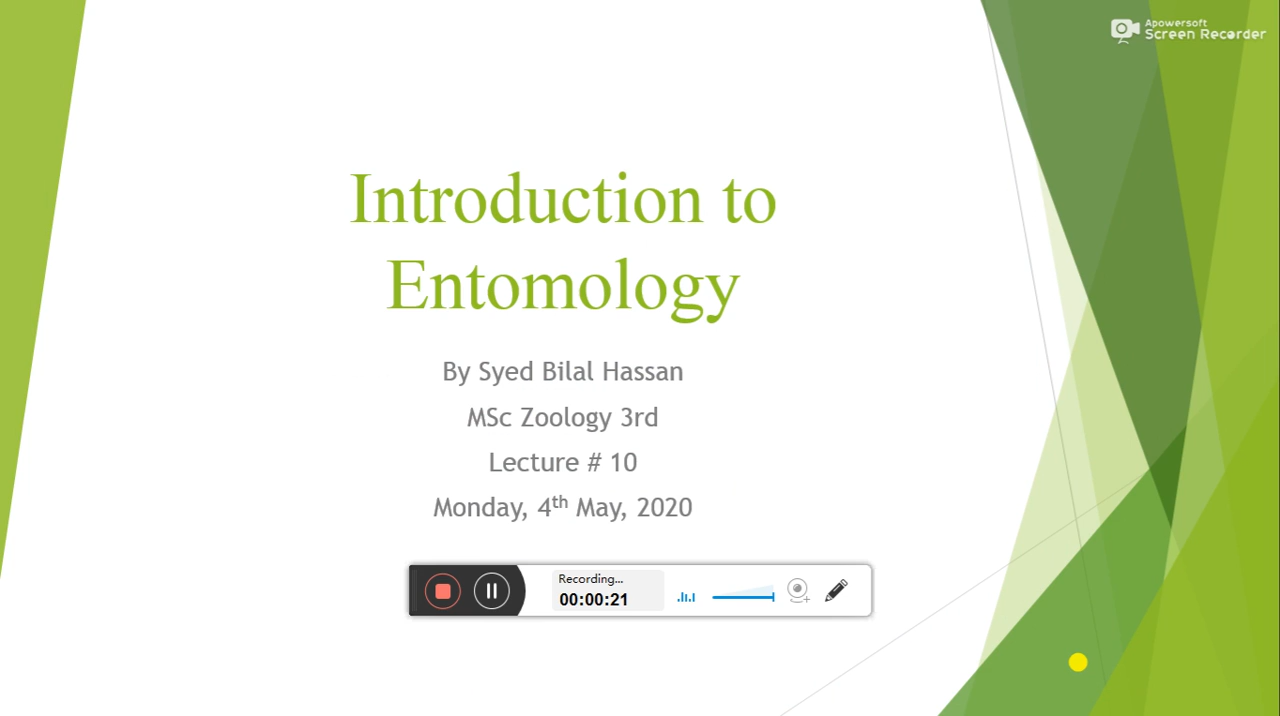 Apowersoft
Screen Recorder
Introduction to
Entomology
By Syed Bilal Hassan
MSc Zoology 3rd
Lecture # 10
Monday, 4th May, 2020
Recording...
00:00:21